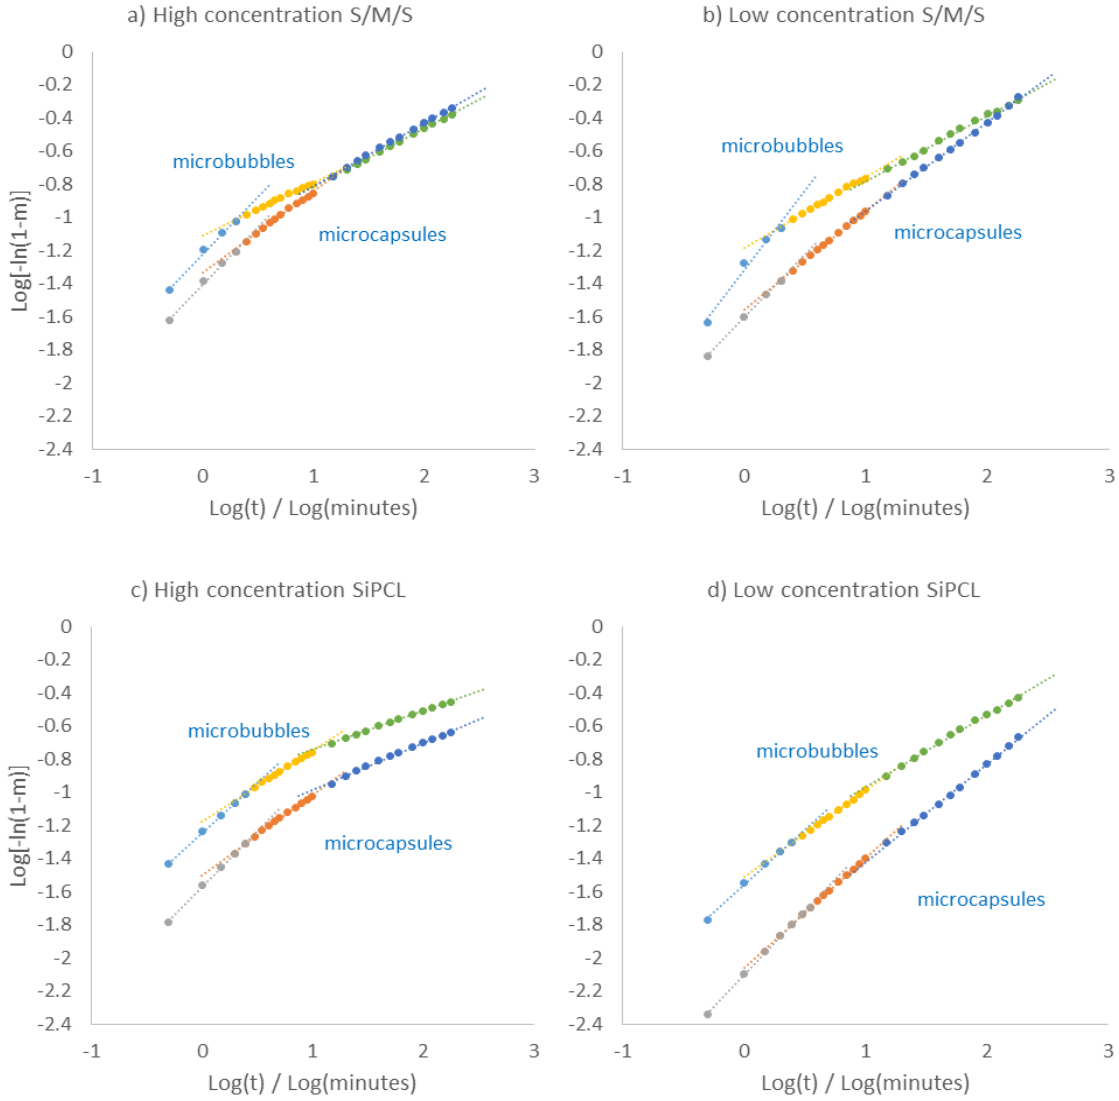 a) High concentration S/M/S
Log[-ln(1-m)]
0
-0.2
-0.4
-0.6
-0.8
-1
-1.2
-1.4
-1.6
-1.8
-2
-2.2
-2.4
microbubbles
microcapsules
-1 0 1 2 3
Log(t) / Log(minutes)
b) Low concentration S/M/S
0
-0.2
-0.4
-0.6
-0.8
-1
-1.2
-1.4
-1.6
-1.8
-2
-2.2
-2.4
microbubbles
microcapsules
-1 0 1 2 3
Log(t) / Log(minutes)
c) High concentration SiPCL
Log[-ln(1-m)]
0
-0.2
-0.4
-0.6
-0.8
-1
-1.2
-1.4
-1.6
-1.8
-2
-2.2
-2.4
microbubbles
microcapsules
-1 0 1 2 3
Log(t) / Log(minutes)
d) Low concentration SiPCL
0
-0.2
-0.4
-0.6
-0.8
-1
-1.2
-1.4
-1.6
-1.8
-2
-2.2
-2.4
microbubbles
microcapsules
-1 0 1 2 3
Log(t) / Log(minutes)